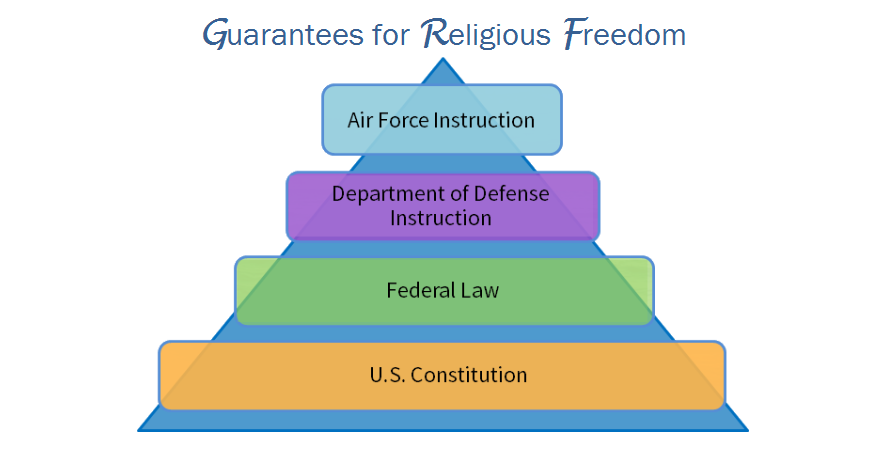 Guarantees for Religious Freedom
Air Force Instruction
Department of Defense
Instruction
Federal Law
U.S. Constitution